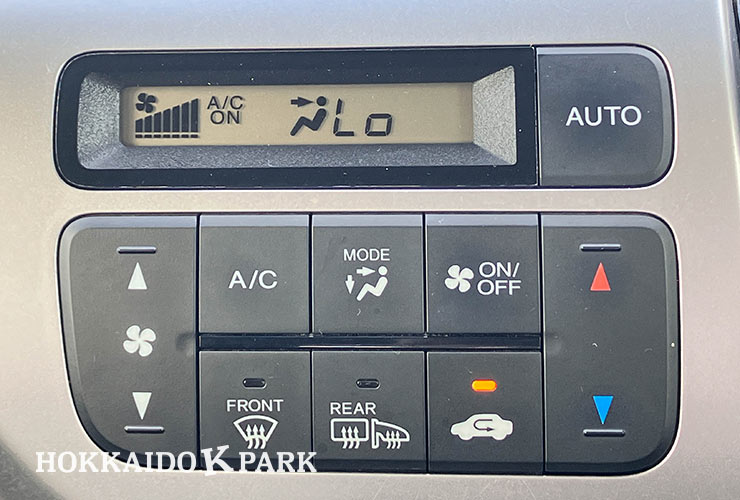 A/C
ON
Lo
AUTO
A/C
MODE
ON/
OFF
FRONT
REAR
HOKKAIDO K PARK